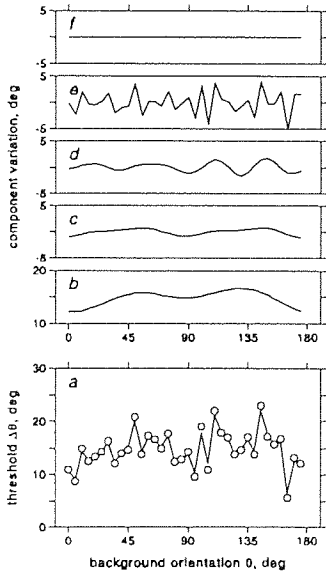 f
5
-5
e
5
-5
d
5
-5
c
5
-5
b
20
10
0 45 90 135 180
component variation, deg
a
30
20
10
0
0 45 90 135 180
threshold Δθ, deg
background orientation θ, deg